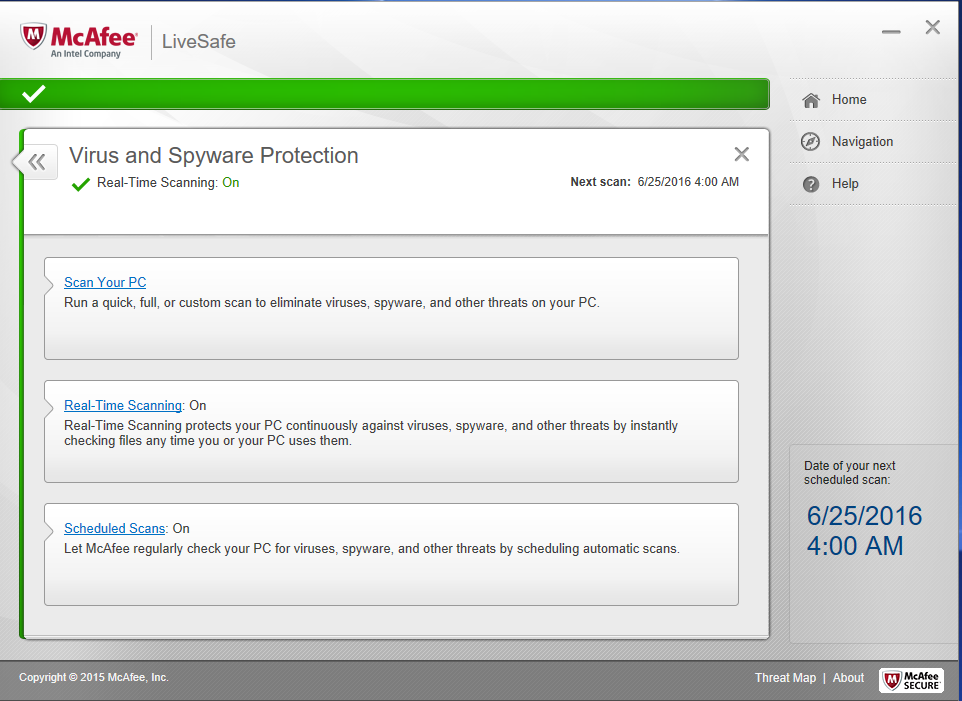 McAfee
An Intel Company
LiveSafe
Home
Navigation
Help
Virus and Spyware Protection
Real-Time Scanning: On
Next scan: 6/25/2016 4:00 AM
Scan Your PC
Run a quick, full, or custom scan to eliminate viruses, spyware, and other threats on your PC.
Real-Time Scanning: On
Real-Time Scanning protects your PC continuously against viruses, spyware, and other threats by instantly
checking files any time you or your PC uses them.
Scheduled Scans: On
Let McAfee regularly check your PC for viruses, spyware, and other threats by scheduling automatic scans.
Date of your next
scheduled scan:
6/25/2016
4:00 AM
Copyright © 2015 McAfee, Inc.
Threat Map | About
McAfee
SECURE